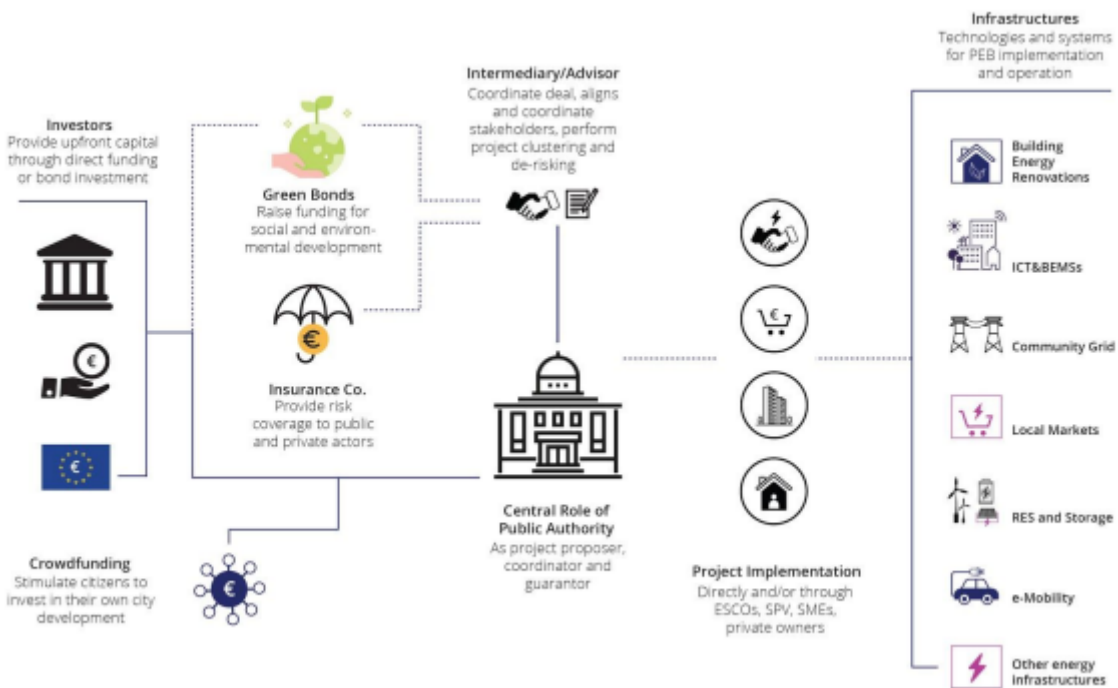 Investors
Provide upfront capital
through direct funding
or bond investment
Green Bonds
Raise funding for
social and environ-
mental development
Insurance Co.
Provide risk
coverage to public
and private actors
Crowdfunding
Stimulate citizens to
invest in their own city
development
Intermediary/Advisor
Coordinate deal, aligns
and coordinate
stakeholders, perform
project clustering and
de-risking
Central Role of
Public Authority
As project proposer,
coordinator and
guarantor
Project Implementation
Directly and/or through
ESCOs, SPV, SMEs,
private owners
Infrastructures
Technologies and systems
for PEB implementation
and operation
Building
Energy
Renovations
ICT&BEMSs
Community Grid
Local Markets
RES and Storage
e-Mobility
Other energy
infrastructures